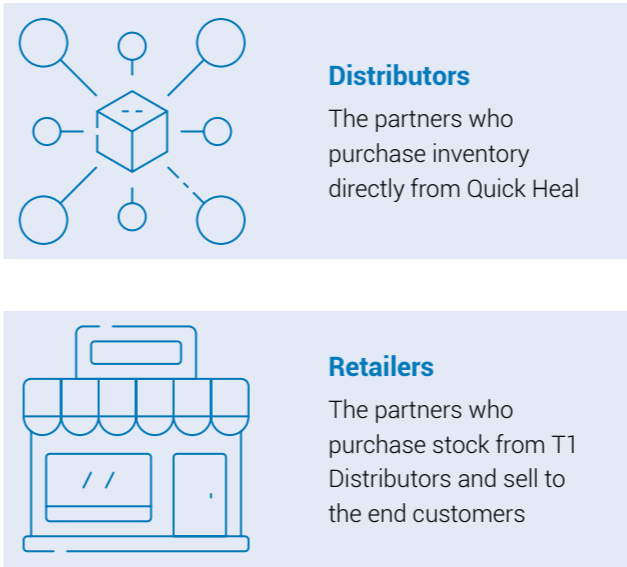 Distributors
The partners who
purchase inventory
directly from Quick Heal
Retailers
The partners who
purchase stock from T1
Distributors and sell to
the end customers